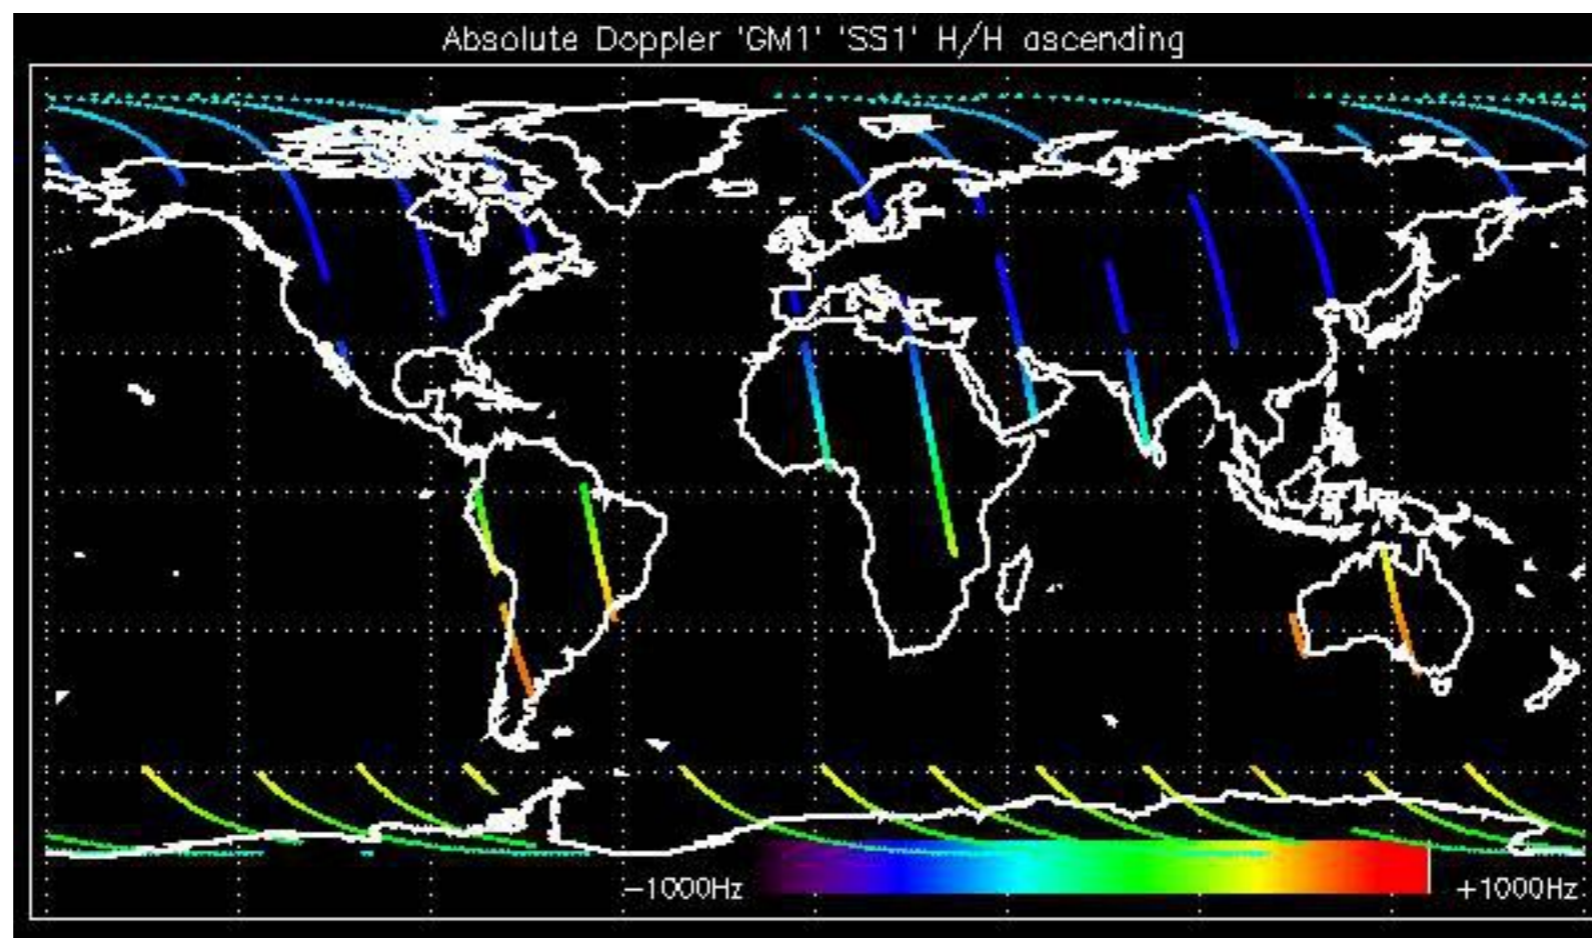 Absolute Doppler 'GM1' 'SS1' H/H ascending
−1000Hz
+1000Hz